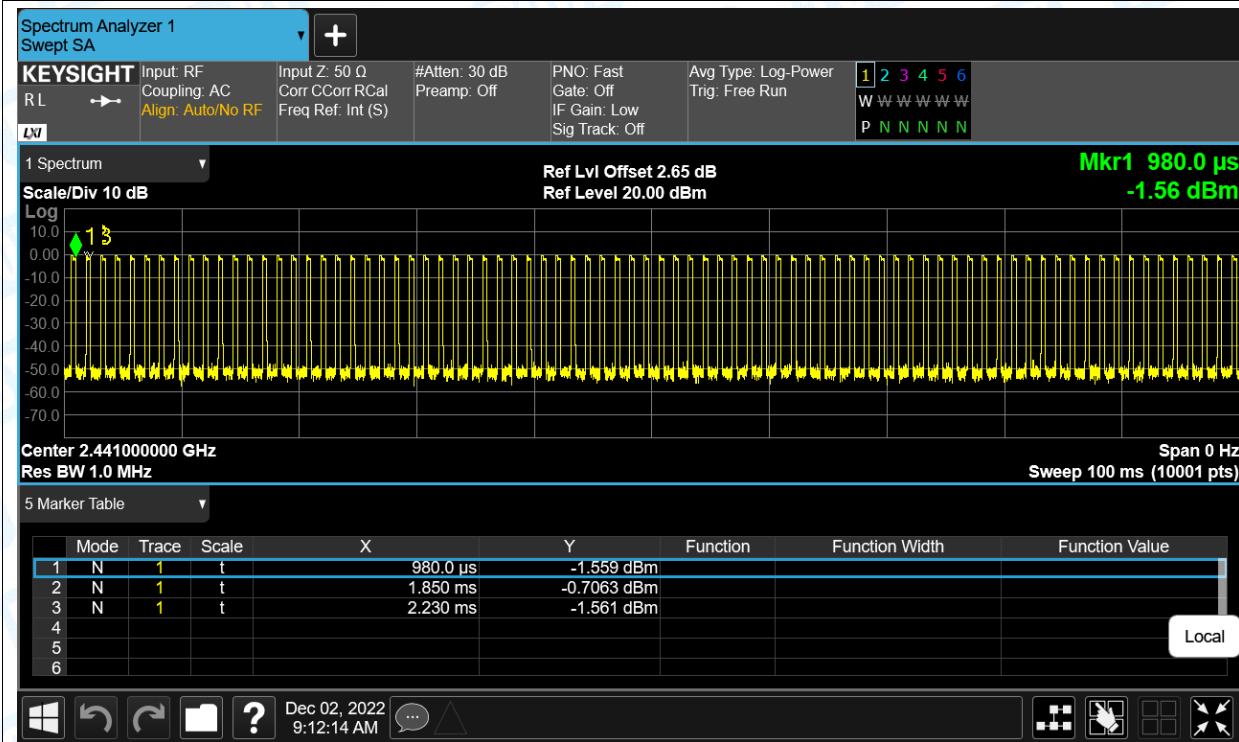 Spectrum Analyzer 1
Swept SA
KEYSIGHT Input: RF Input Z: 50 Ω #Atten: 30 dB PNO: Fast Avg Type: Log-Power 1 2 3 4 5 6
R L Coupling: AC Corr CCorr RCal Preamp: Off Gate: Off Trig: Free Run W W W W W W
Align: Auto/No RF Freq Ref: Int (S) IF Gain: Low
LXI Sig Track: Off P N N N N N
1 Spectrum Ref Lvl Offset 2.65 dB Mkr1 980.0 µs
Scale/Div 10 dB Ref Level 20.00 dBm -1.56 dBm
Log
10.0
0.00
-10.0
-20.0
-30.0
-40.0
-50.0
-60.0
-70.0
1 3
Center 2.441000000 GHz Span 0 Hz
Res BW 1.0 MHz Sweep 100 ms (10001 pts)
5 Marker Table
Mode Trace Scale X Y Function Function Width Function Value
1 N 1 t 980.0 µs -1.559 dBm
2 N 1 t 1.850 ms -0.7063 dBm
3 N 1 t 2.230 ms -1.561 dBm
4
5
6
Local
? Dec 02, 2022
9:12:14 AM